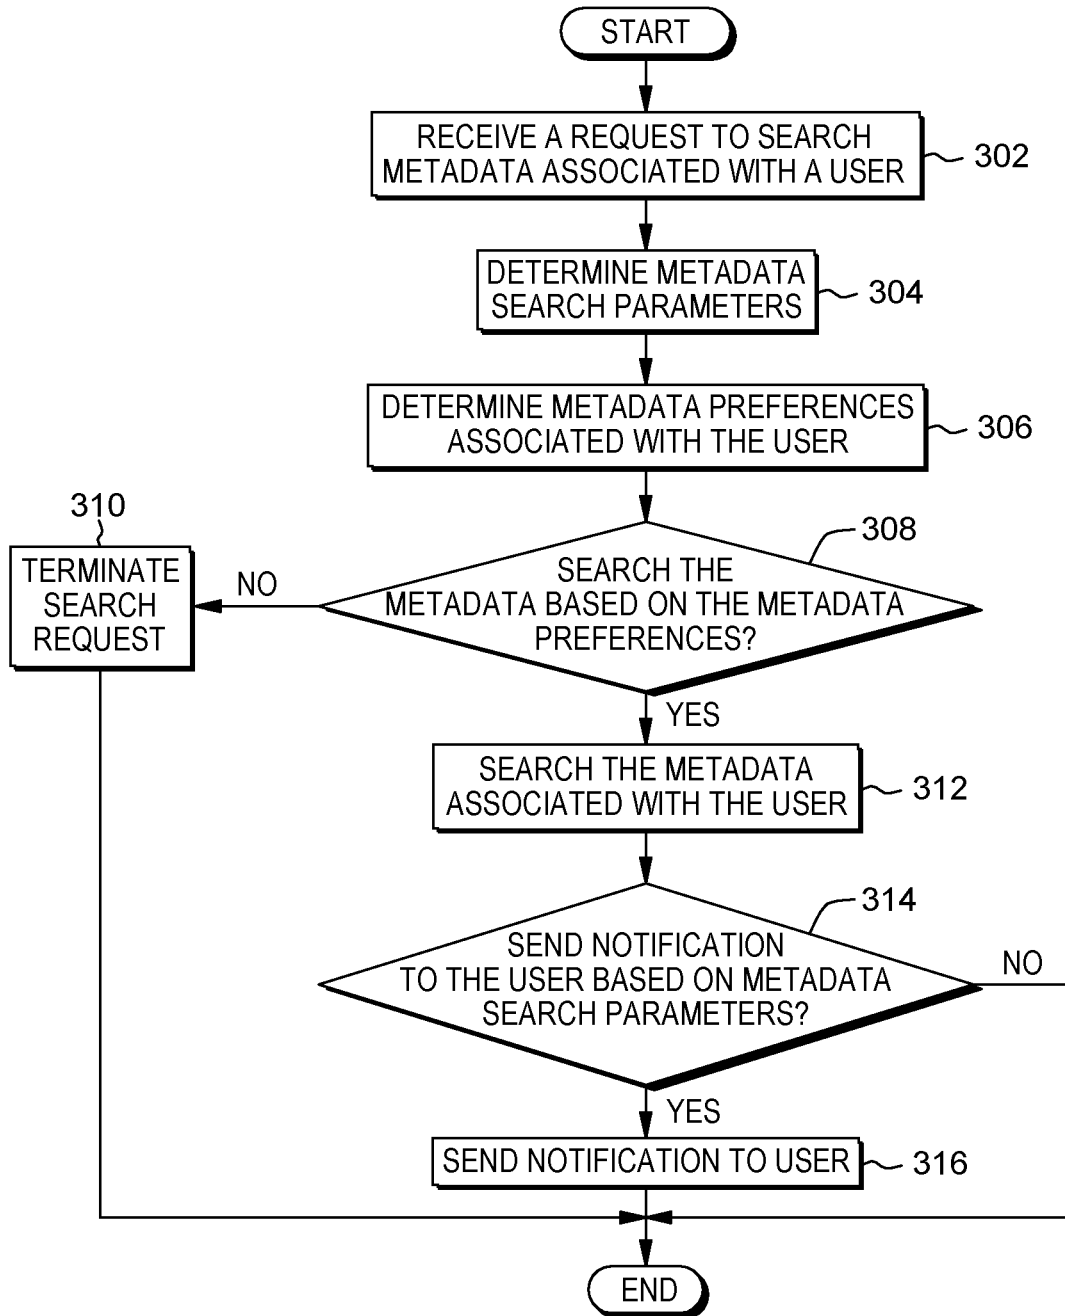 START
RECEIVE A REQUEST TO SEARCH
METADATA ASSOCIATED WITH A USER
302
DETERMINE METADATA
SEARCH PARAMETERS
304
DETERMINE METADATA PREFERENCES
ASSOCIATED WITH THE USER
306
308
SEARCH THE
METADATA BASED ON THE METADATA
PREFERENCES?
NO
310
TERMINATE
SEARCH
REQUEST
YES
SEARCH THE METADATA
ASSOCIATED WITH THE USER
312
314
SEND NOTIFICATION
TO THE USER BASED ON METADATA
SEARCH PARAMETERS?
NO
YES
SEND NOTIFICATION TO USER
316
END